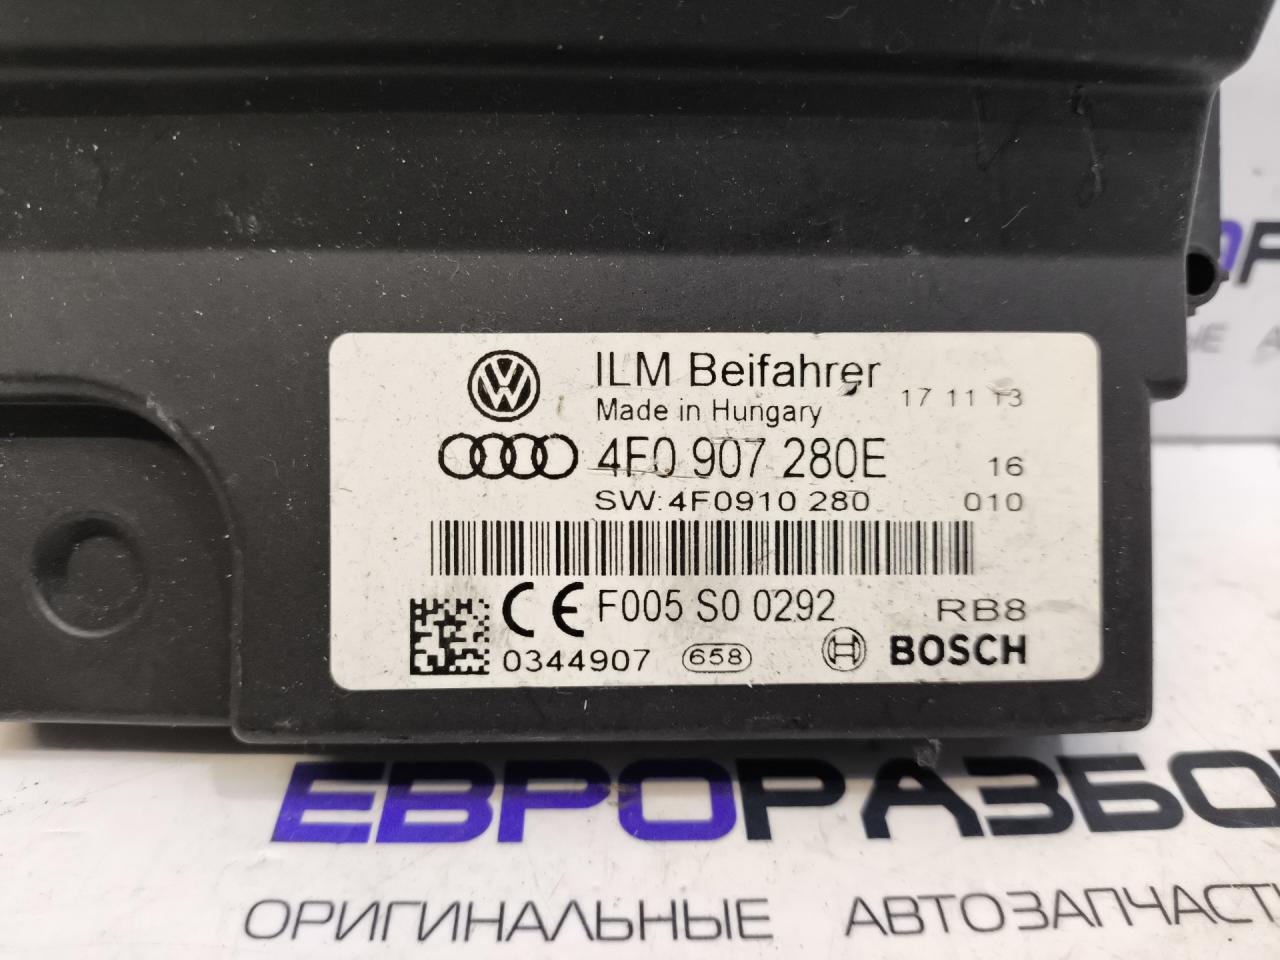 ILM Beifahrer
Made in Hungary
17 11 13
4F0 907 280E
16
SW: 4F0910 280
010
CE F005 S0 0292
RB8
0344907
658
BOSCH
ЕВРОРАЗБО
ОРИГИНАЛЬНЫЕ АВТОЗАПЧАСТ